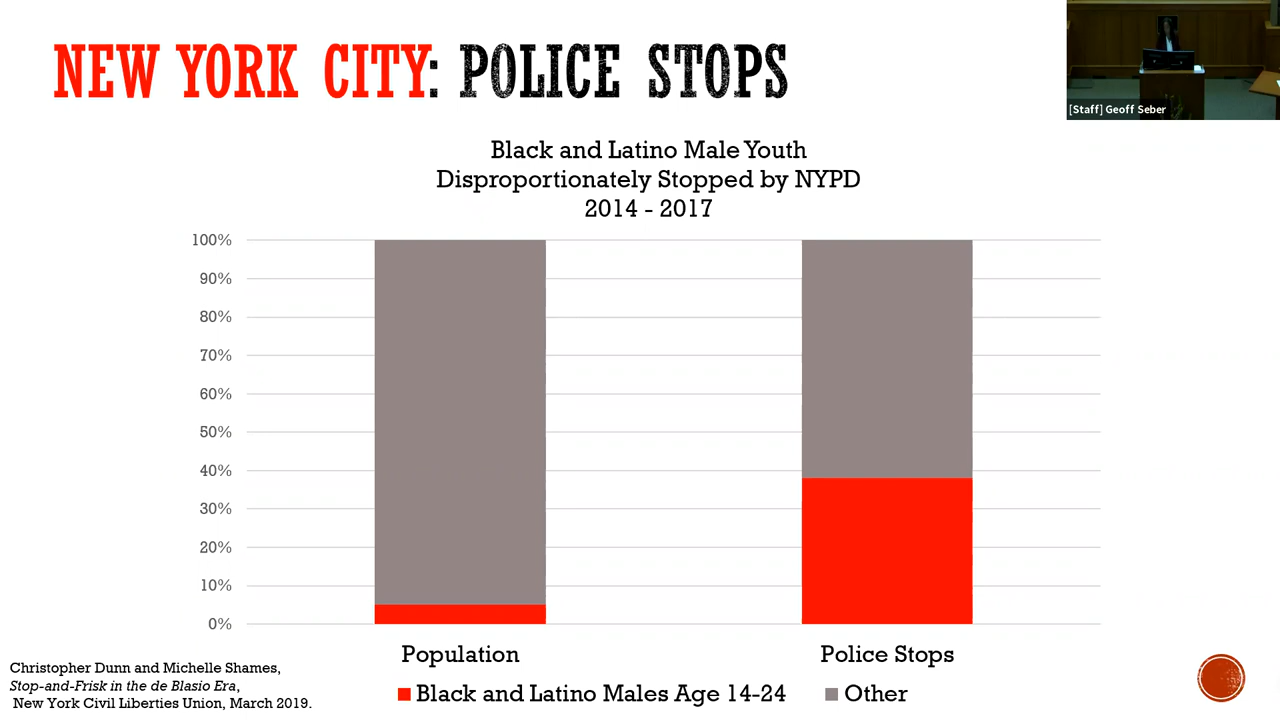 NEW YORK CITY: POLICE STOPS
[Staff] Geoff Seber
Black and Latino Male Youth
Disproportionately Stopped by NYPD
2014 - 2017
100%
90%
80%
70%
60%
50%
40%
30%
20%
10%
0%
Population
Police Stops
Black and Latino Males Age 14-24
Other
Christopher Dunn and Michelle Shames,
Stop-and-Frisk in the de Blasio Era,
New York Civil Liberties Union, March 2019.